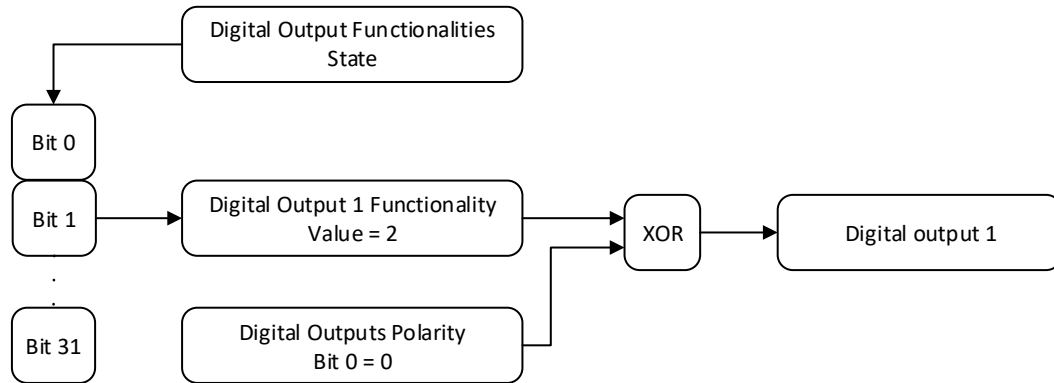 Digital Output Functionalities
State
Bit 0
Bit 1
Digital Output 1 Functionality
Value = 2
XOR
Digital output 1
.
.
.
Bit 31
Digital Outputs Polarity
Bit 0 = 0